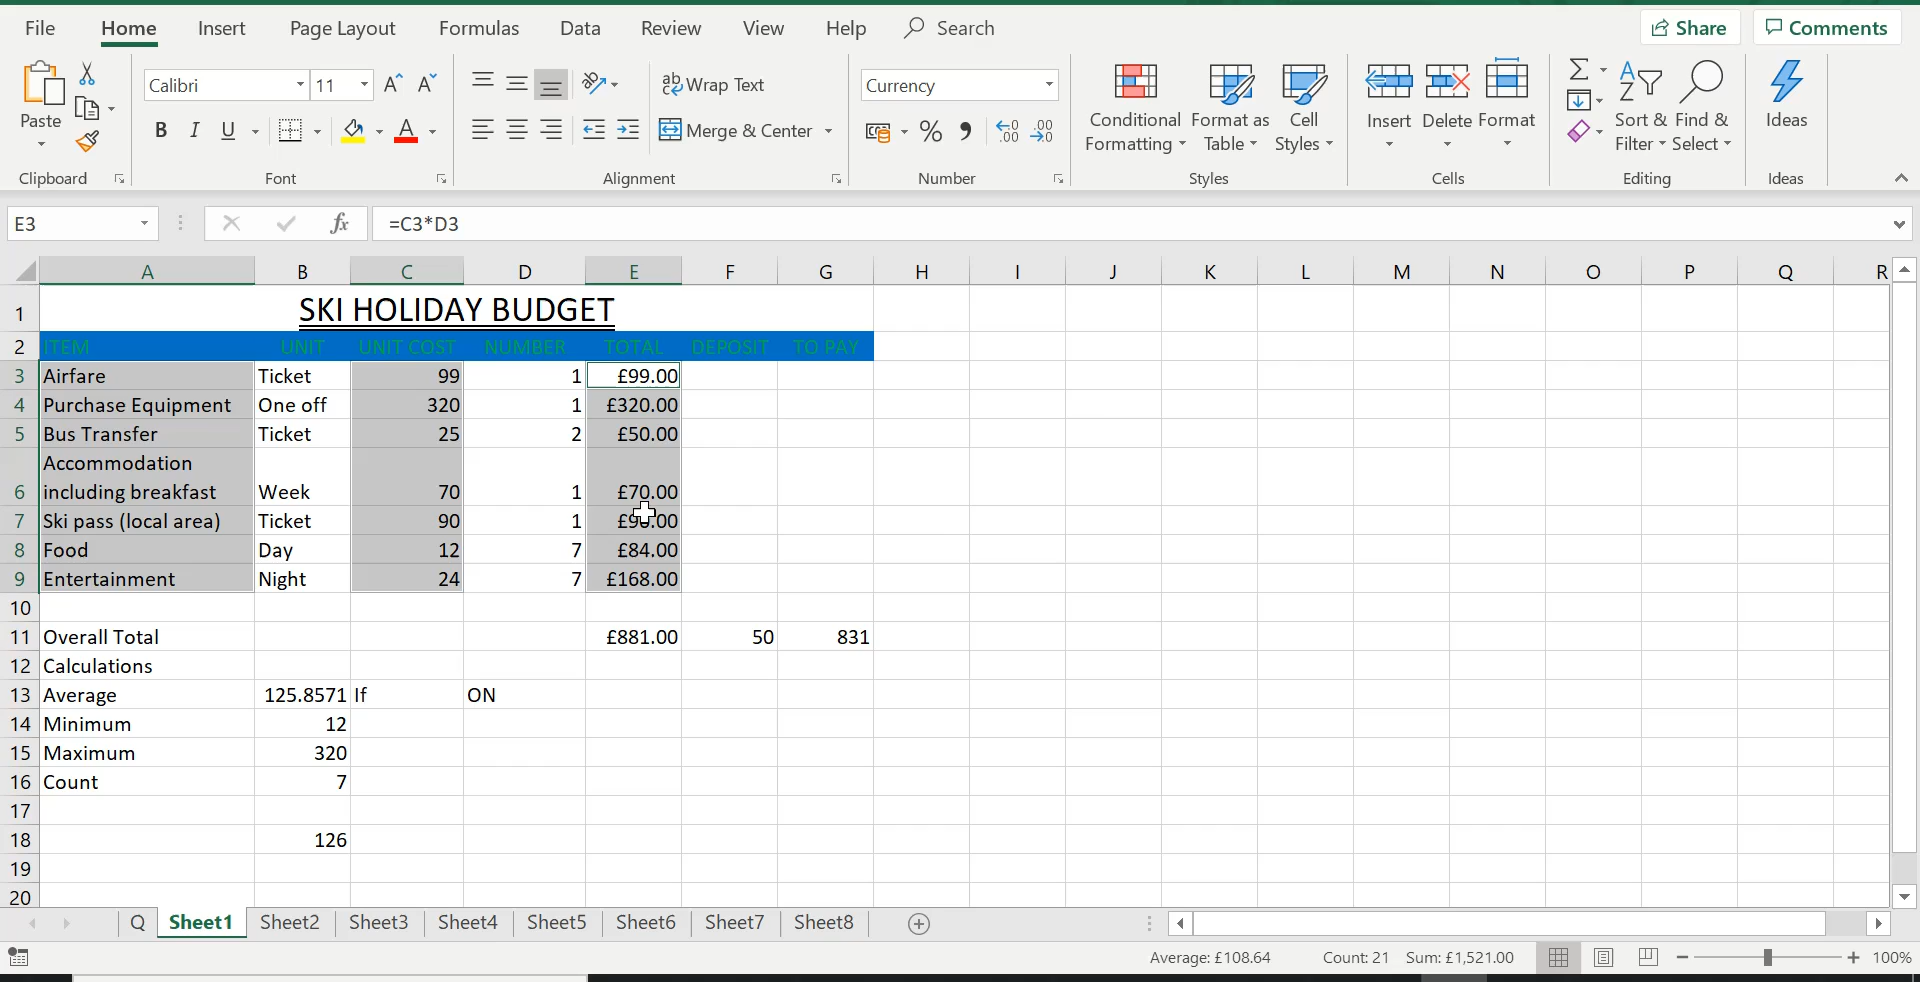 File Home Insert Page Layout Formulas Data Review View Help Search Share Comments
Paste
Clipboard
Calibri 11
B I U
Font
Wrap Text
Merge & Center
Alignment
Currency
% 
Number
Conditional Formatting
Format as Table
Cell Styles
Styles
Insert Delete Format
Cells
Sort & Filter
Find & Select
Editing
Ideas
Ideas
E3 fx =C3*D3
A B C D E F G H I J K L M N O P Q R
1 SKI HOLIDAY BUDGET
2 ITEM UNIT UNIT COST NUMBER TOTAL DEPOSIT TO PAY
3 Airfare Ticket 99 1 £99.00
4 Purchase Equipment One off 320 1 £320.00
5 Bus Transfer Ticket 25 2 £50.00
Accommodation
6 including breakfast Week 70 1 £70.00
7 Ski pass (local area) Ticket 90 1 £90.00
8 Food Day 12 7 £84.00
9 Entertainment Night 24 7 £168.00
10
11 Overall Total £881.00 50 831
12 Calculations
13 Average 125.8571 If ON
14 Minimum 12
15 Maximum 320
16 Count 7
17
18 126
19
20
Q Sheet1 Sheet2 Sheet3 Sheet4 Sheet5 Sheet6 Sheet7 Sheet8
Average: £108.64 Count: 21 Sum: £1,521.00 100%